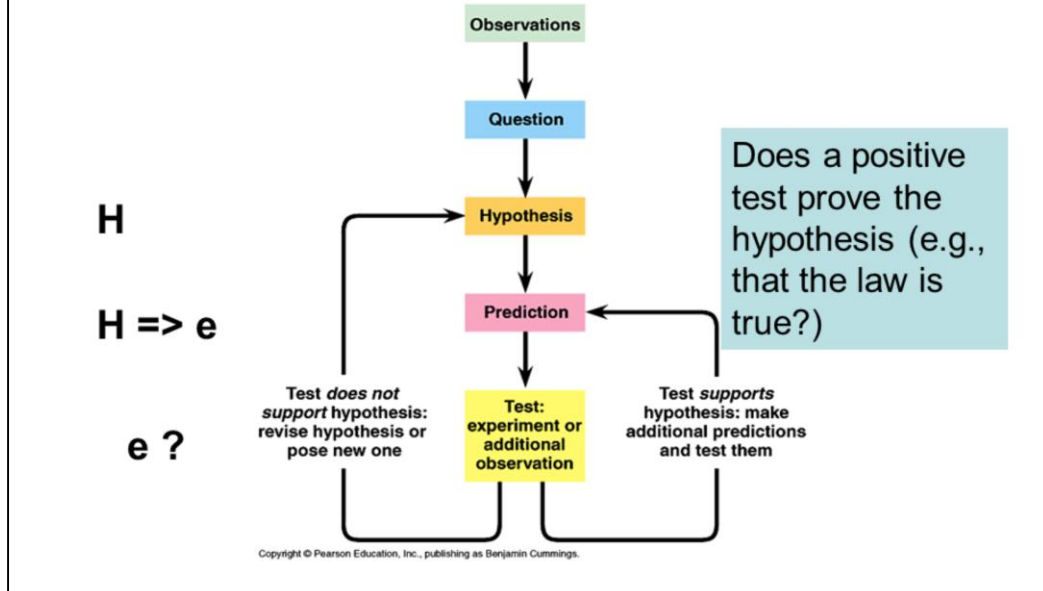 Observations
Question
Hypothesis
Prediction
Test:
experiment or
additional
observation
Test does not
support hypothesis:
revise hypothesis or
pose new one
Test supports
hypothesis: make
additional predictions
and test them
H
H => e
e ?
Does a positive
test prove the
hypothesis (e.g.,
that the law is
true?)
Copyright © Pearson Education, Inc., publishing as Benjamin Cummings.